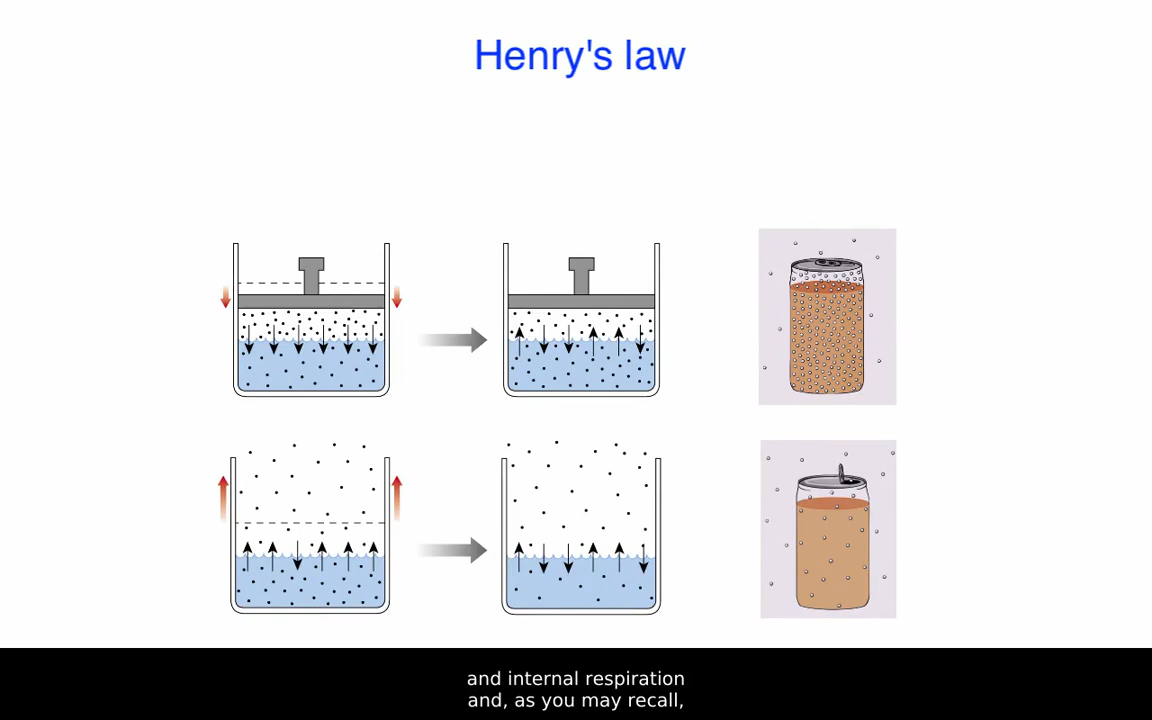 Henry's law
and internal respiration
and, as you may recall,